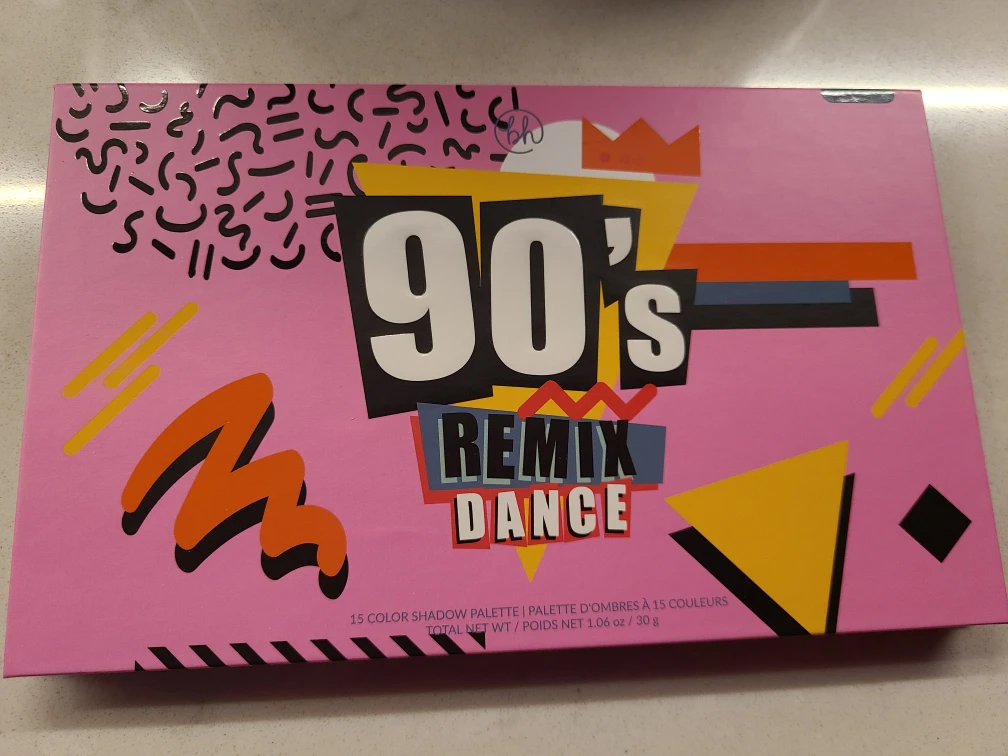 bh
90's
REMIX
DANCE
15 COLOR SHADOW PALETTE | PALETTE D'OMBRES À 15 COULEURS
TOTAL NET WT / POIDS NET 1.06 oz / 30 g